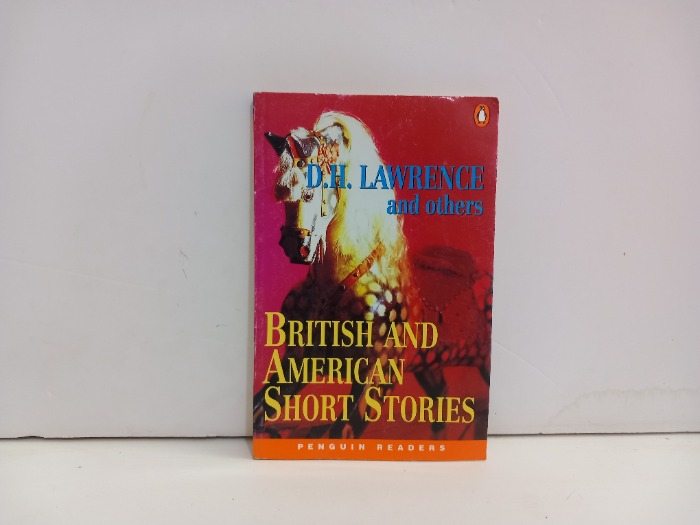 D.H. LAWRENCE
and others
BRITISH AND
AMERICAN
SHORT STORIES
PENGUIN READERS